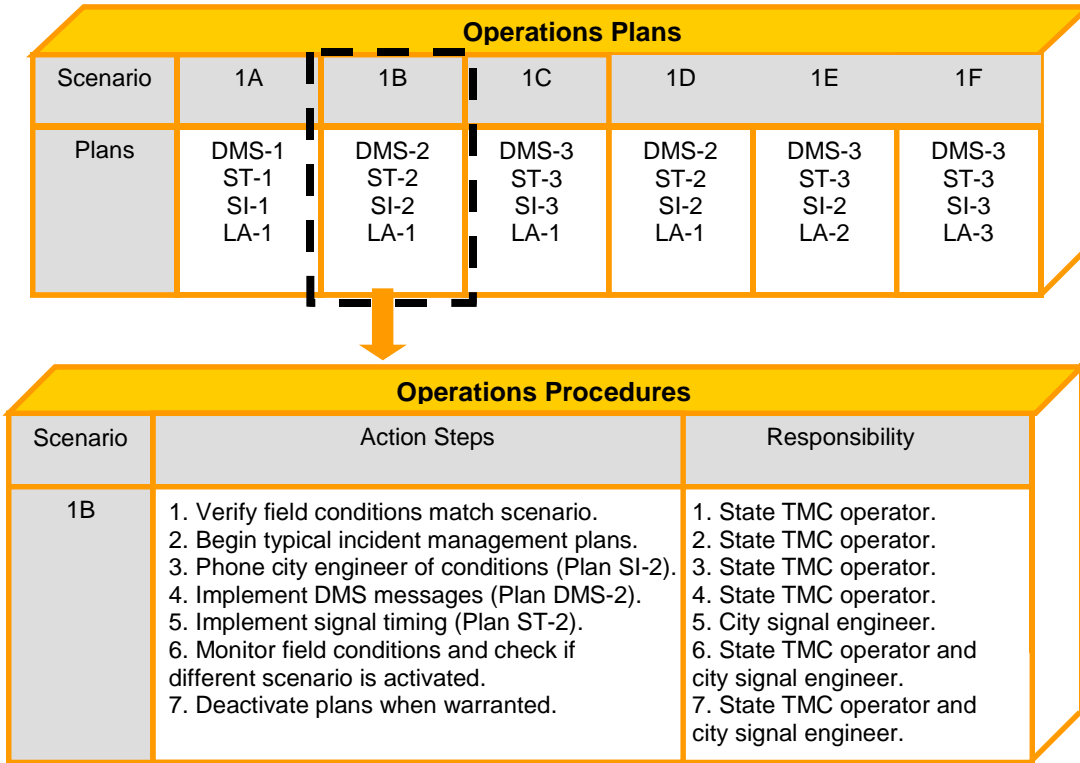 Operations Plans
Scenario 1A 1B 1C 1D 1E 1F
Plans DMS-1 DMS-2 DMS-3 DMS-2 DMS-3 DMS-3
ST-1 ST-2 ST-3 ST-2 ST-3 ST-3
SI-1 SI-2 SI-3 SI-2 SI-2 SI-3
LA-1 LA-1 LA-1 LA-1 LA-2 LA-3
Operations Procedures
Scenario Action Steps Responsibility
1B
1. Verify field conditions match scenario.
2. Begin typical incident management plans.
3. Phone city engineer of conditions (Plan SI-2).
4. Implement DMS messages (Plan DMS-2).
5. Implement signal timing (Plan ST-2).
6. Monitor field conditions and check if
different scenario is activated.
7. Deactivate plans when warranted.
1. State TMC operator.
2. State TMC operator.
3. State TMC operator.
4. State TMC operator.
5. City signal engineer.
6. State TMC operator and
city signal engineer.
7. State TMC operator and
city signal engineer.